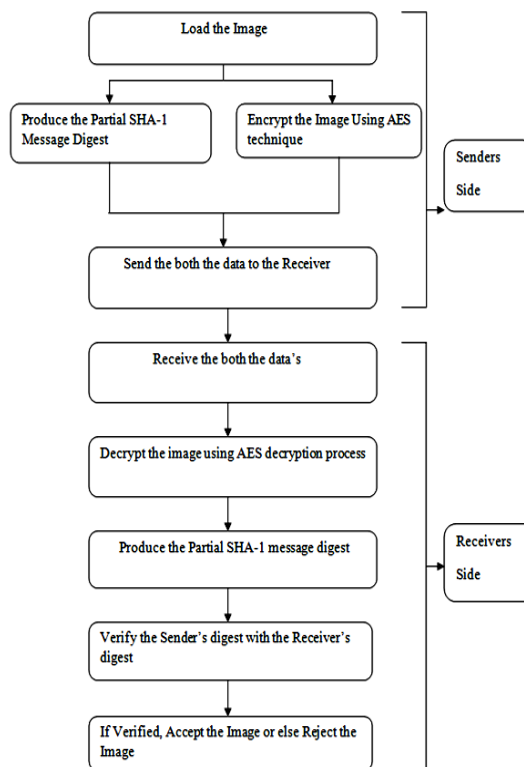 Load the Image
Produce the Partial SHA-1
Message Digest
Encrypt the Image Using AES
technique
Senders
Side
Send the both the data to the Receiver
Receive the both the data's
Decrypt the image using AES decryption process
Produce the Partial SHA-1 message digest
Receivers
Side
Verify the Sender's digest with the Receiver's
digest
If Verified, Accept the Image or else Reject the
Image